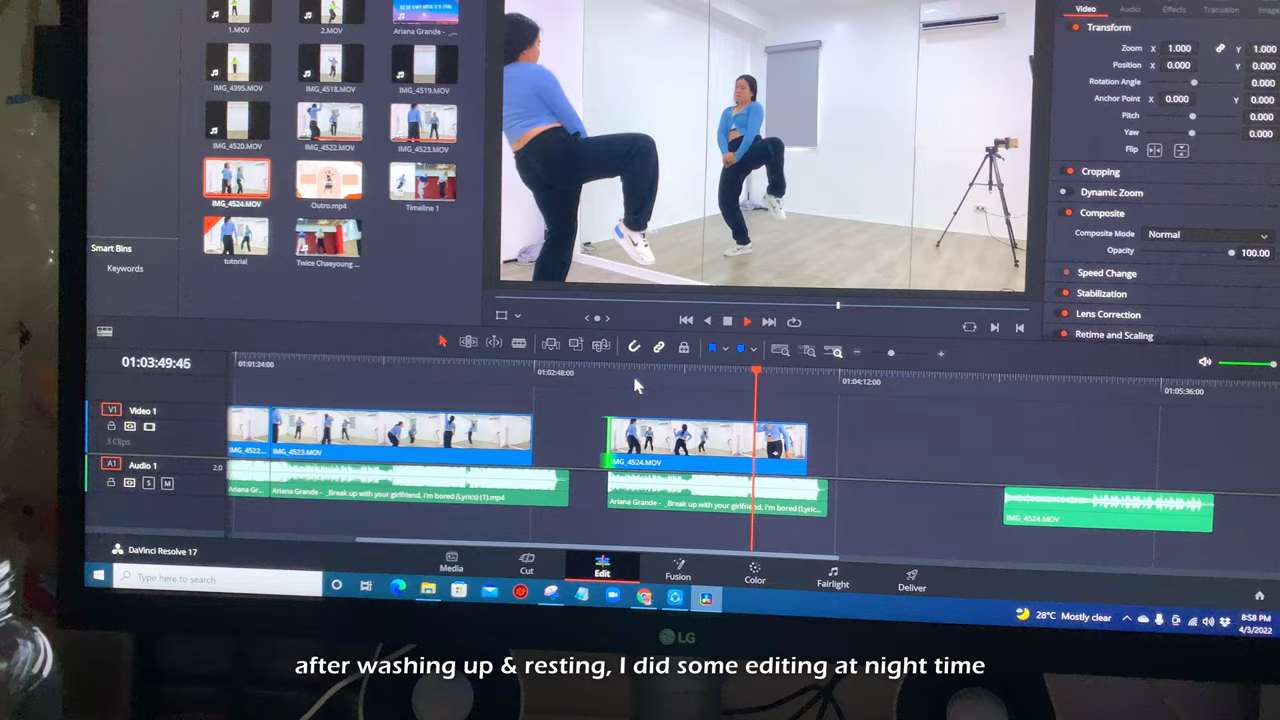 1.MOV
2.MOV
Ariana Grande - _...
IMG_4395.MOV
IMG_4518.MOV
IMG_4519.MOV
IMG_4520.MOV
IMG_4522.MOV
IMG_4523.MOV
IMG_4524.MOV
Outro.mp4
Timeline 1
tutorial
Twice Chaeyoung ...
Smart Bins
Keywords
Video
Audio
Effects
Transition
Image
Transform
Zoom X 1.000 Y 1.000
Position X 0.000 Y 0.000
Rotation Angle 0.000
Anchor Point X 0.000 Y 0.000
Pitch 0.000
Yaw 0.000
Flip
Cropping
Dynamic Zoom
Composite
Composite Mode Normal
Opacity 100.00
Speed Change
Stabilization
Lens Correction
Retime and Scaling
01:03:49:45
01:01:24:00
01:02:48:00
01:04:12:00
01:05:36:00
V1 Video 1
3 Clips
A1 Audio 1 2.0
S M
IMG_4522...
IMG_4523.MOV
IMG_4524.MOV
Ariana Gr...
Ariana Grande - _Break up with your girlfriend, i'm bored (Lyrics) (1).mp4
Ariana Grande - _Break up with your girlfriend, i'm bored (Lyric...
IMG_4524.MOV
DaVinci Resolve 17
Media
Cut
Edit
Fusion
Color
Fairlight
Deliver
Type here to search
28°C Mostly clear
8:58 PM
4/3/2022
LG
after washing up & resting, I did some editing at night time